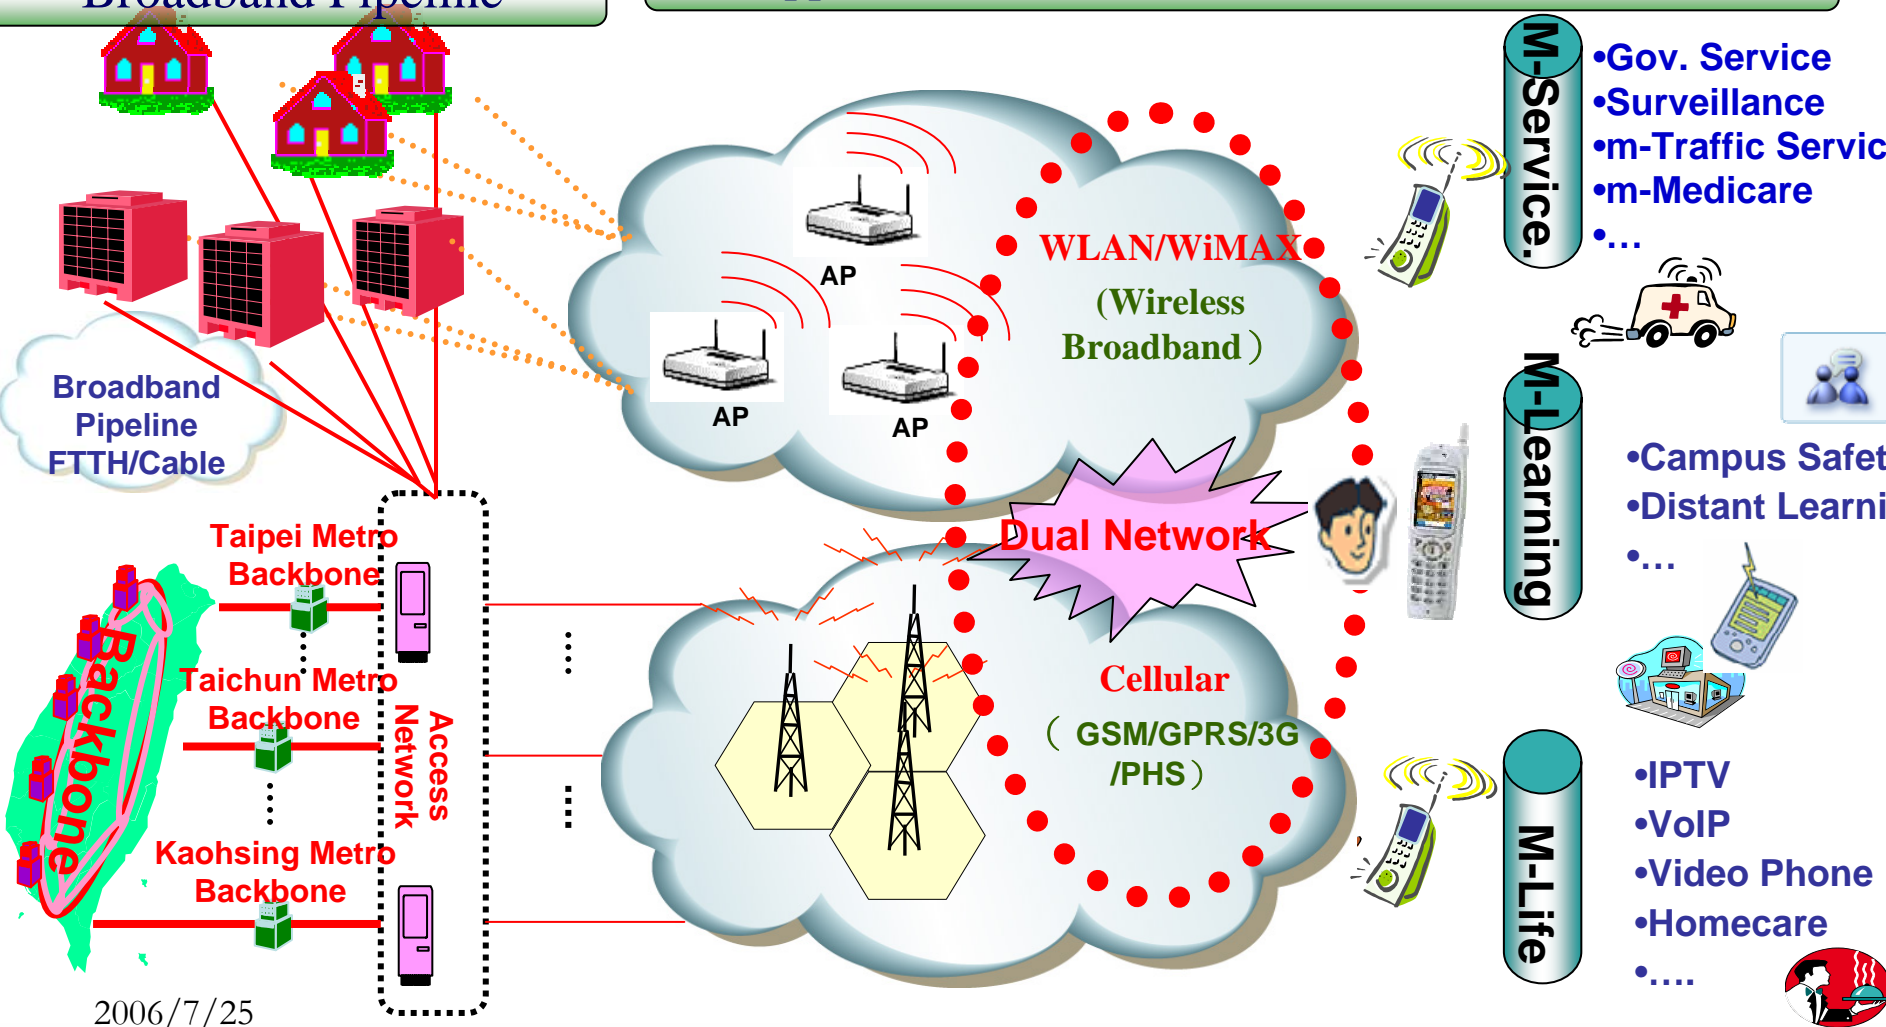 Broadband Pipeline
M-Service.
•Gov. Service
•Surveillance
•m-Traffic Servic
•m-Medicare
•…
AP
AP
AP
WLAN/WiMAX
(Wireless
Broadband）
Broadband
Pipeline
FTTH/Cable
M-Learning
•Campus Safet
•Distant Learni
•…
Dual Network
Taipei Metro
Backbone
Taichun Metro
Backbone
Kaohsing Metro
Backbone
Backbone
Access
Network
Cellular
（ GSM/GPRS/3G
/PHS）
M-Life
•IPTV
•VoIP
•Video Phone
•Homecare
•….
2006/7/25